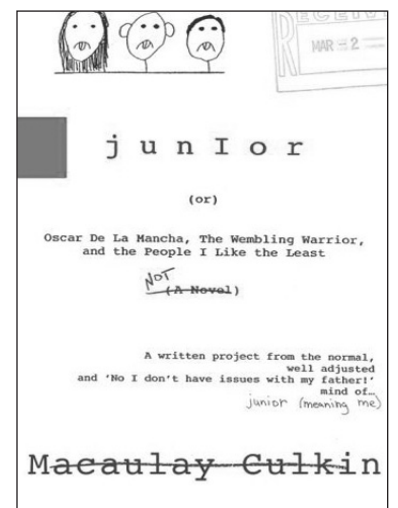 RECEIVE
MAR - 2
junIor
(or)
Oscar De La Mancha, The Wembling Warrior,
and the People I Like the Least
NOT
(A Novel)
A written project from the normal,
well adjusted
and 'No I don't have issues with my father!'
mind of…
junior (meaning me)
Macaulay Culkin